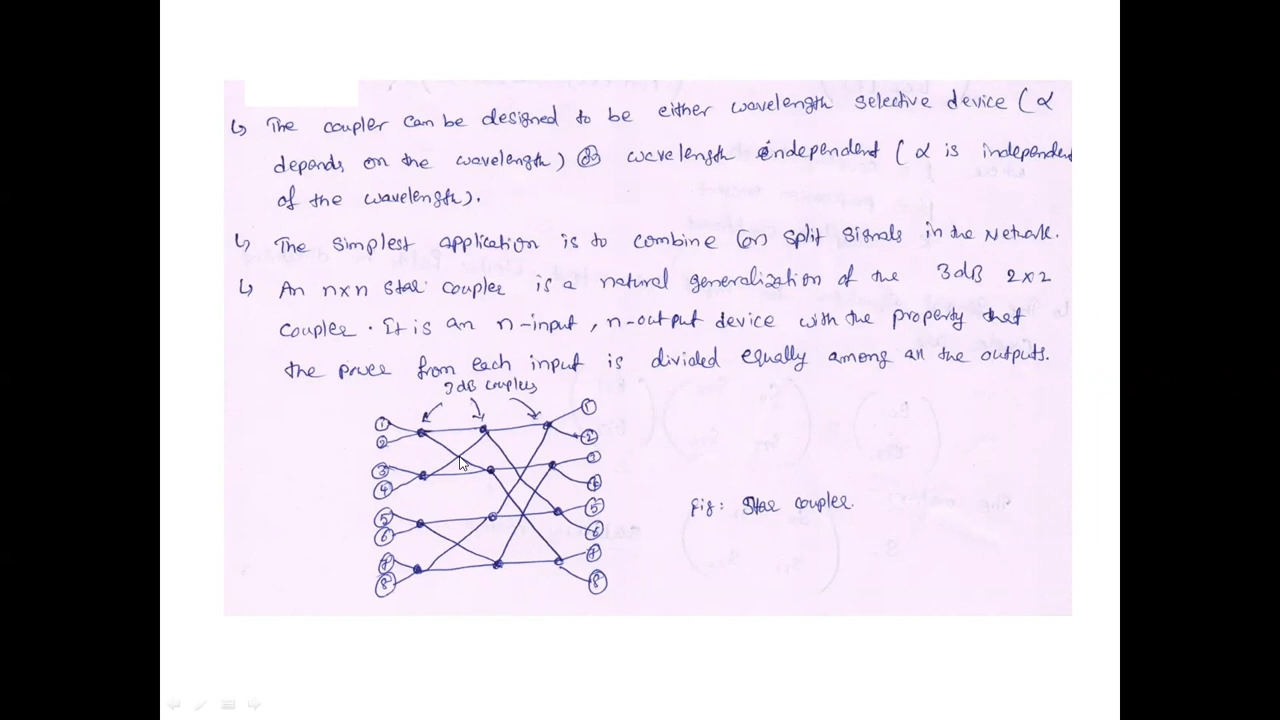 ↳ The coupler can be designed to be either wavelength selective device ( α
depends on the wavelength ) or wavelength independent ( α is independent
of the wavelength ).
↳ The simplest application is to combine (or) split signals in the Network.
↳ An n×n star coupler is a natural generalization of the 3dB 2×2
coupler . It is an n-input , n-output device with the property that
the power from each input is divided equally among all the outputs.
3dB couplers
1 1
2 2
3 3
4
5 5
6 6
7 7
8 8
fig: Star coupler.